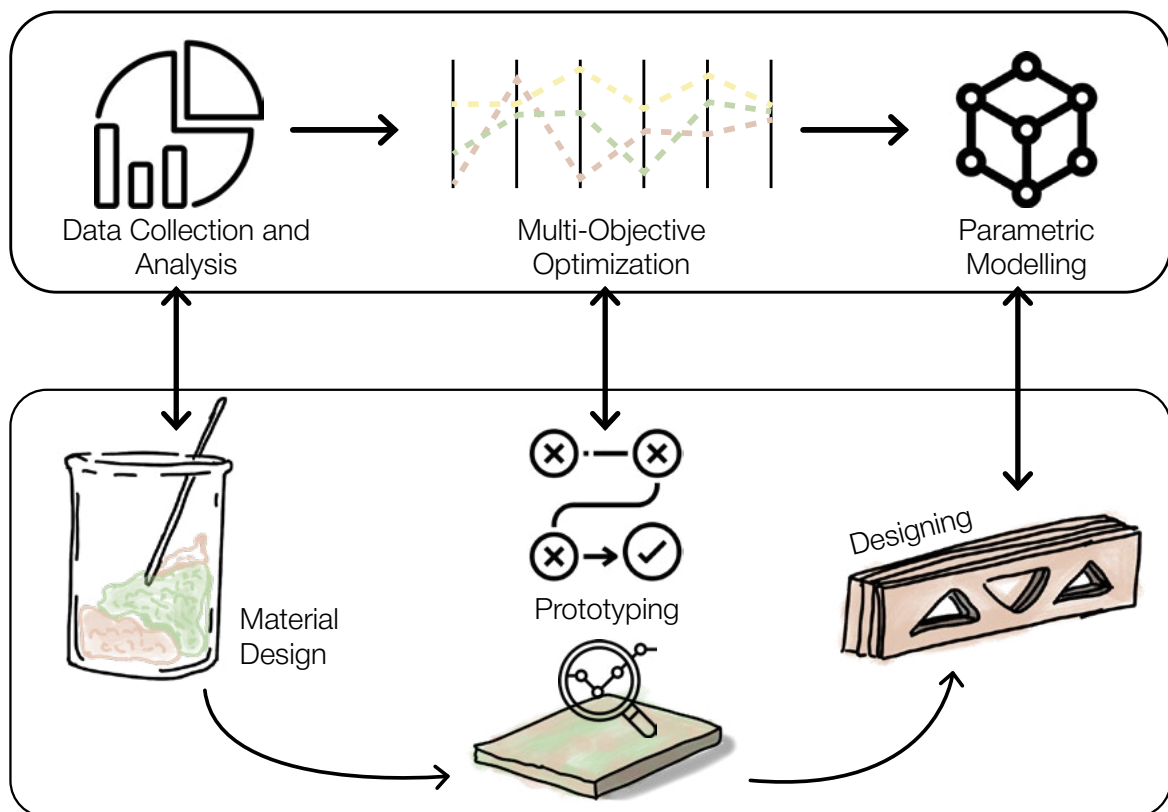 Data Collection and
Analysis
Multi-Objective
Optimization
Parametric
Modelling
Material
Design
Prototyping
Designing